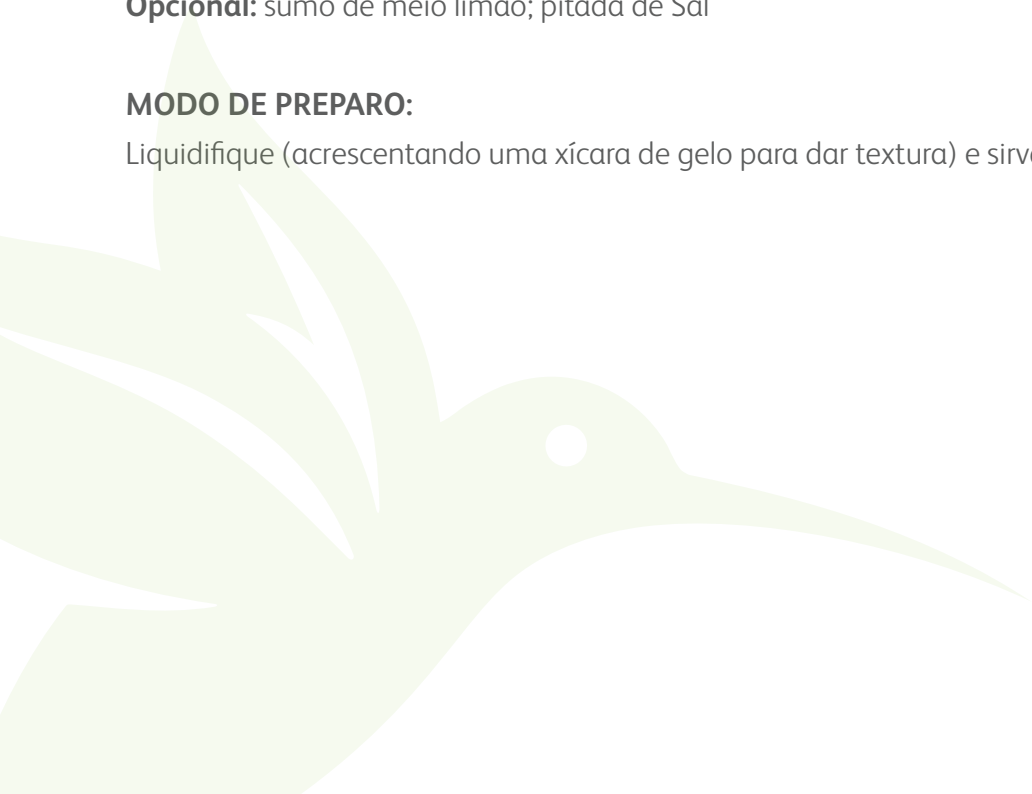 Opcional: sumo de meio limão; pitada de Sal
MODO DE PREPARO:
Liquidifique (acrescentando uma xícara de gelo para dar textura) e